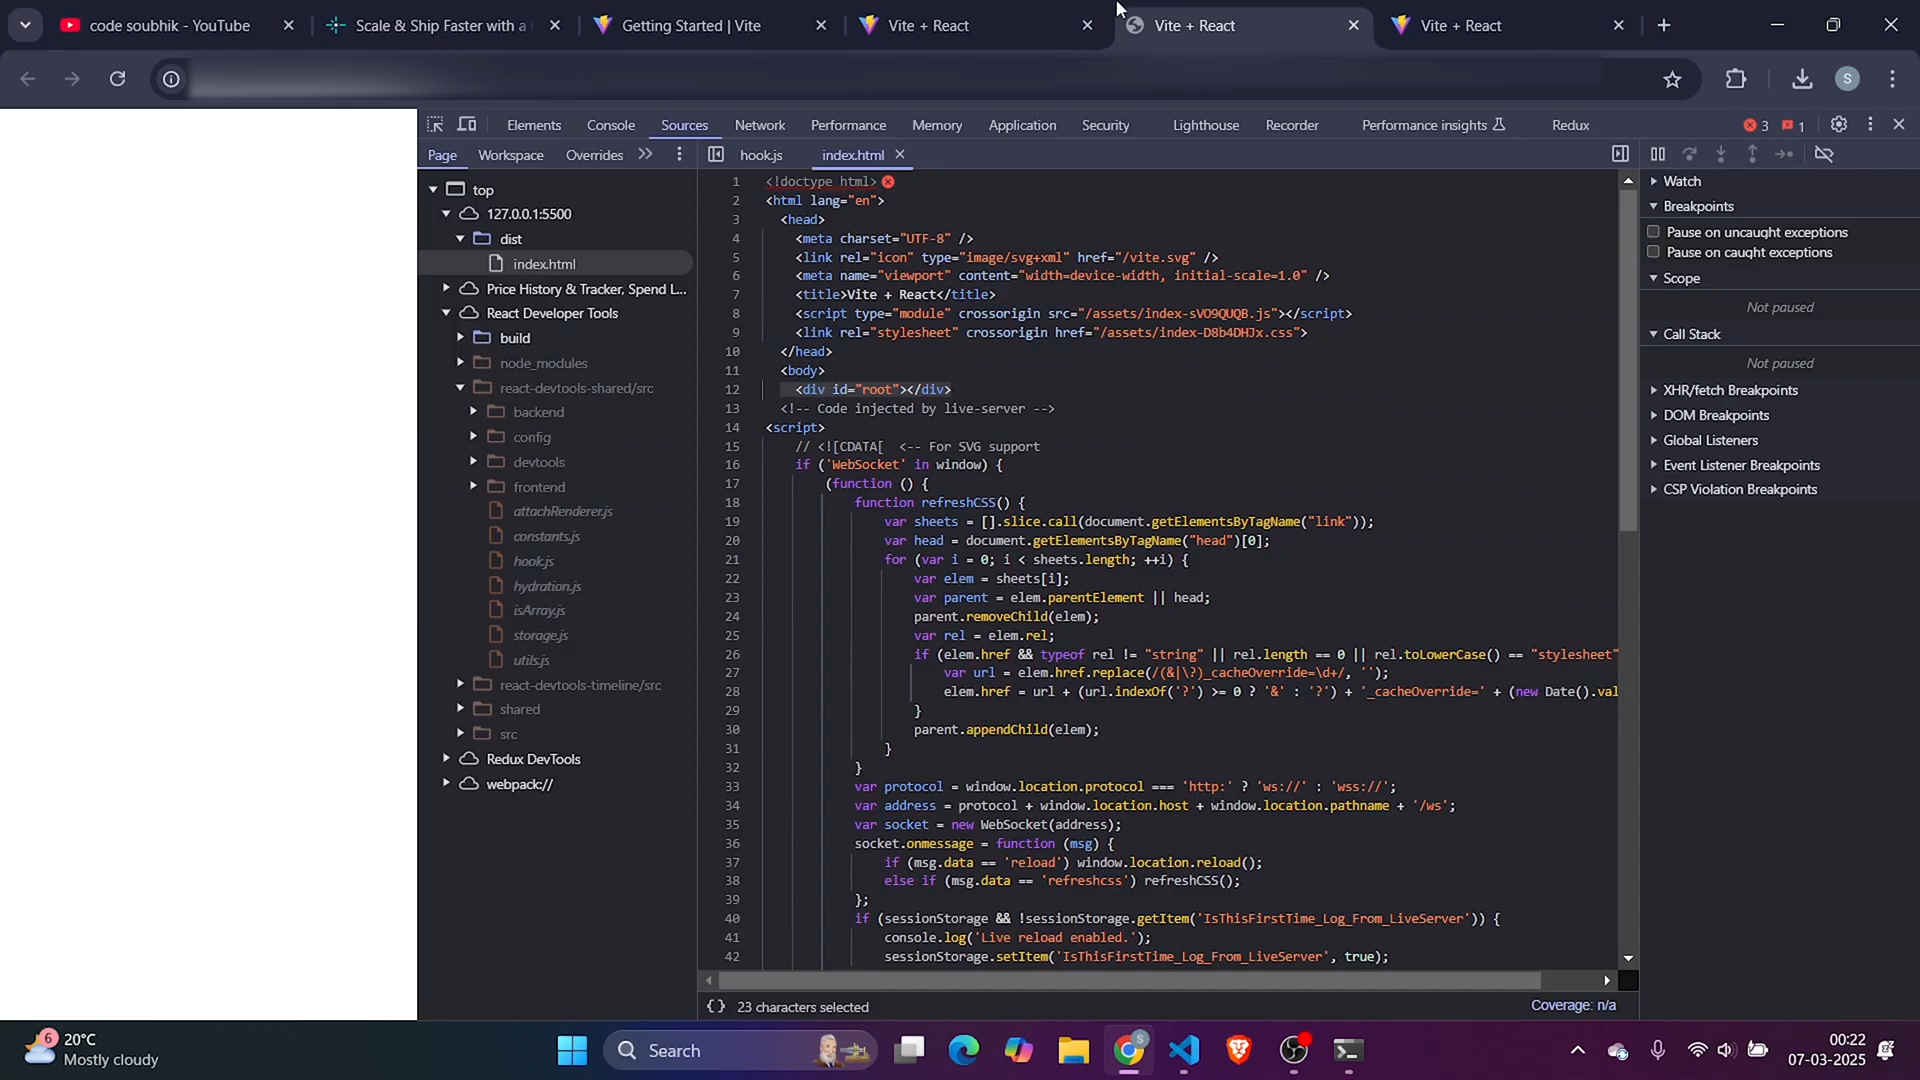 code soubhik - YouTube
Scale & Ship Faster with a
Getting Started | Vite
Vite + React
Vite + React
Vite + React
S
Elements
Console
Sources
Network
Performance
Memory
Application
Security
Lighthouse
Recorder
Performance insights
Redux
3
1
Page
Workspace
Overrides
hook.js
index.html
top
127.0.0.1:5500
dist
index.html
Price History & Tracker, Spend L...
React Developer Tools
build
node_modules
react-devtools-shared/src
backend
config
devtools
frontend
attachRenderer.js
constants.js
hook.js
hydration.js
isArray.js
storage.js
utils.js
react-devtools-timeline/src
shared
src
Redux DevTools
webpack://
1 <!doctype html>
2 <html lang="en">
3 <head>
4 <meta charset="UTF-8" />
5 <link rel="icon" type="image/svg+xml" href="/vite.svg" />
6 <meta name="viewport" content="width=device-width, initial-scale=1.0" />
7 <title>Vite + React</title>
8 <script type="module" crossorigin src="/assets/index-sVO9QUQB.js"></script>
9 <link rel="stylesheet" crossorigin href="/assets/index-D8b4DHJx.css">
10 </head>
11 <body>
12 <div id="root"></div>
13 <!-- Code injected by live-server -->
14 <script>
15 // <![CDATA[ <-- For SVG support
16 if ('WebSocket' in window) {
17 (function () {
18 function refreshCSS() {
19 var sheets = [].slice.call(document.getElementsByTagName("link"));
20 var head = document.getElementsByTagName("head")[0];
21 for (var i = 0; i < sheets.length; ++i) {
22 var elem = sheets[i];
23 var parent = elem.parentElement || head;
24 parent.removeChild(elem);
25 var rel = elem.rel;
26 if (elem.href && typeof rel != "string" || rel.length == 0 || rel.toLowerCase() == "stylesheet"
27 var url = elem.href.replace(/(&|\?)_cacheOverride=\d+/, '');
28 elem.href = url + (url.indexOf('?') >= 0 ? '&' : '?') + '_cacheOverride=' + (new Date().val
29 }
30 parent.appendChild(elem);
31 }
32 }
33 var protocol = window.location.protocol === 'http:' ? 'ws://' : 'wss://';
34 var address = protocol + window.location.host + window.location.pathname + '/ws';
35 var socket = new WebSocket(address);
36 socket.onmessage = function (msg) {
37 if (msg.data == 'reload') window.location.reload();
38 else if (msg.data == 'refreshcss') refreshCSS();
39 };
40 if (sessionStorage && !sessionStorage.getItem('IsThisFirstTime_Log_From_LiveServer')) {
41 console.log('Live reload enabled.');
42 sessionStorage.setItem('IsThisFirstTime_Log_From_LiveServer', true);
{ } 23 characters selected
Coverage: n/a
Watch
Breakpoints
Pause on uncaught exceptions
Pause on caught exceptions
Scope
Not paused
Call Stack
Not paused
XHR/fetch Breakpoints
DOM Breakpoints
Global Listeners
Event Listener Breakpoints
CSP Violation Breakpoints
6
20°C
Mostly cloudy
Search
S
00:22
07-03-2025